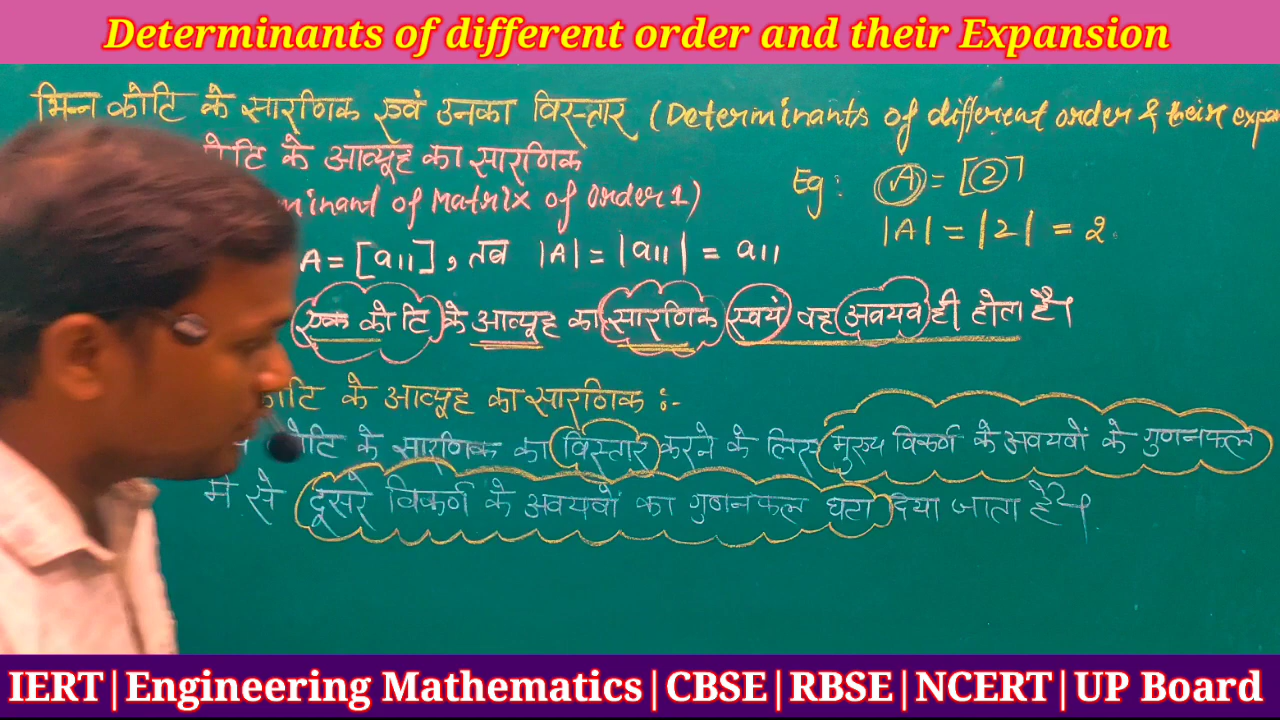 Determinants of different order and their Expansion
भिन्न कोटि के सारणिक एवं उनका विस्तार (Determinants of different order & their expan
कोटि के आव्यूह का सारणिक
minant of Matrix of order 1)
Eg: A = [2]
|A| = |2| = 2.
A = [a11], तब |A| = |a11| = a11
एक कोटि के आव्यूह का सारणिक स्वयं वह अवयव ही होता है।
कोटि के आव्यूह का सारणिक :-
कोटि के सारणिक का विस्तार करने के लिए मुख्य विकर्ण के अवयवों के गुणनफल
में से दूसरे विकर्ण के अवयवों का गुणनफल घटा दिया जाता है।
IERT|Engineering Mathematics|CBSE|RBSE|NCERT|UP Board